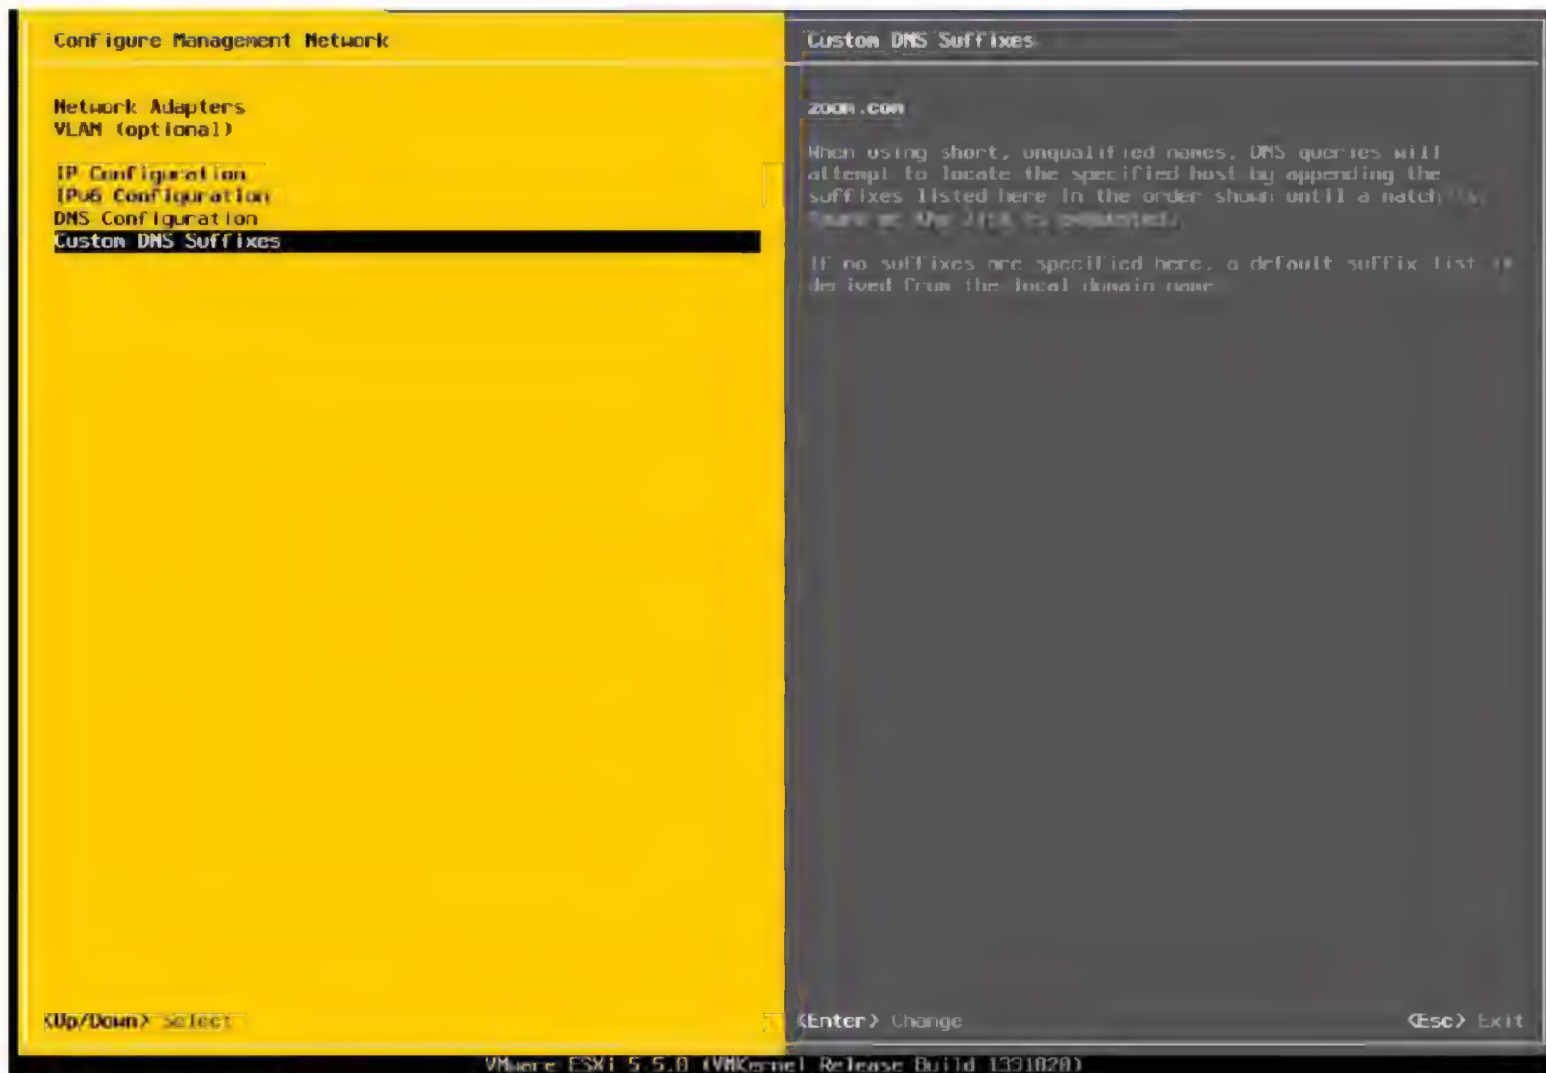 Configure Management Network
Custom DNS Suffixes
Network Adapters
VLAN (optional)
IP Configuration
IPv6 Configuration
DNS Configuration
Custom DNS Suffixes
zoom.com
When using short, unqualified names, DNS queries will
attempt to locate the specified host by appending the
suffixes listed here in the order shown until a match
If no suffixes are specified here, a default suffix list
derived from the local domain name
<Up/Down> Select
<Enter> Change
<Esc> Exit
VMware ESXi 5.5.0 (VMKernel Release Build 1331820)